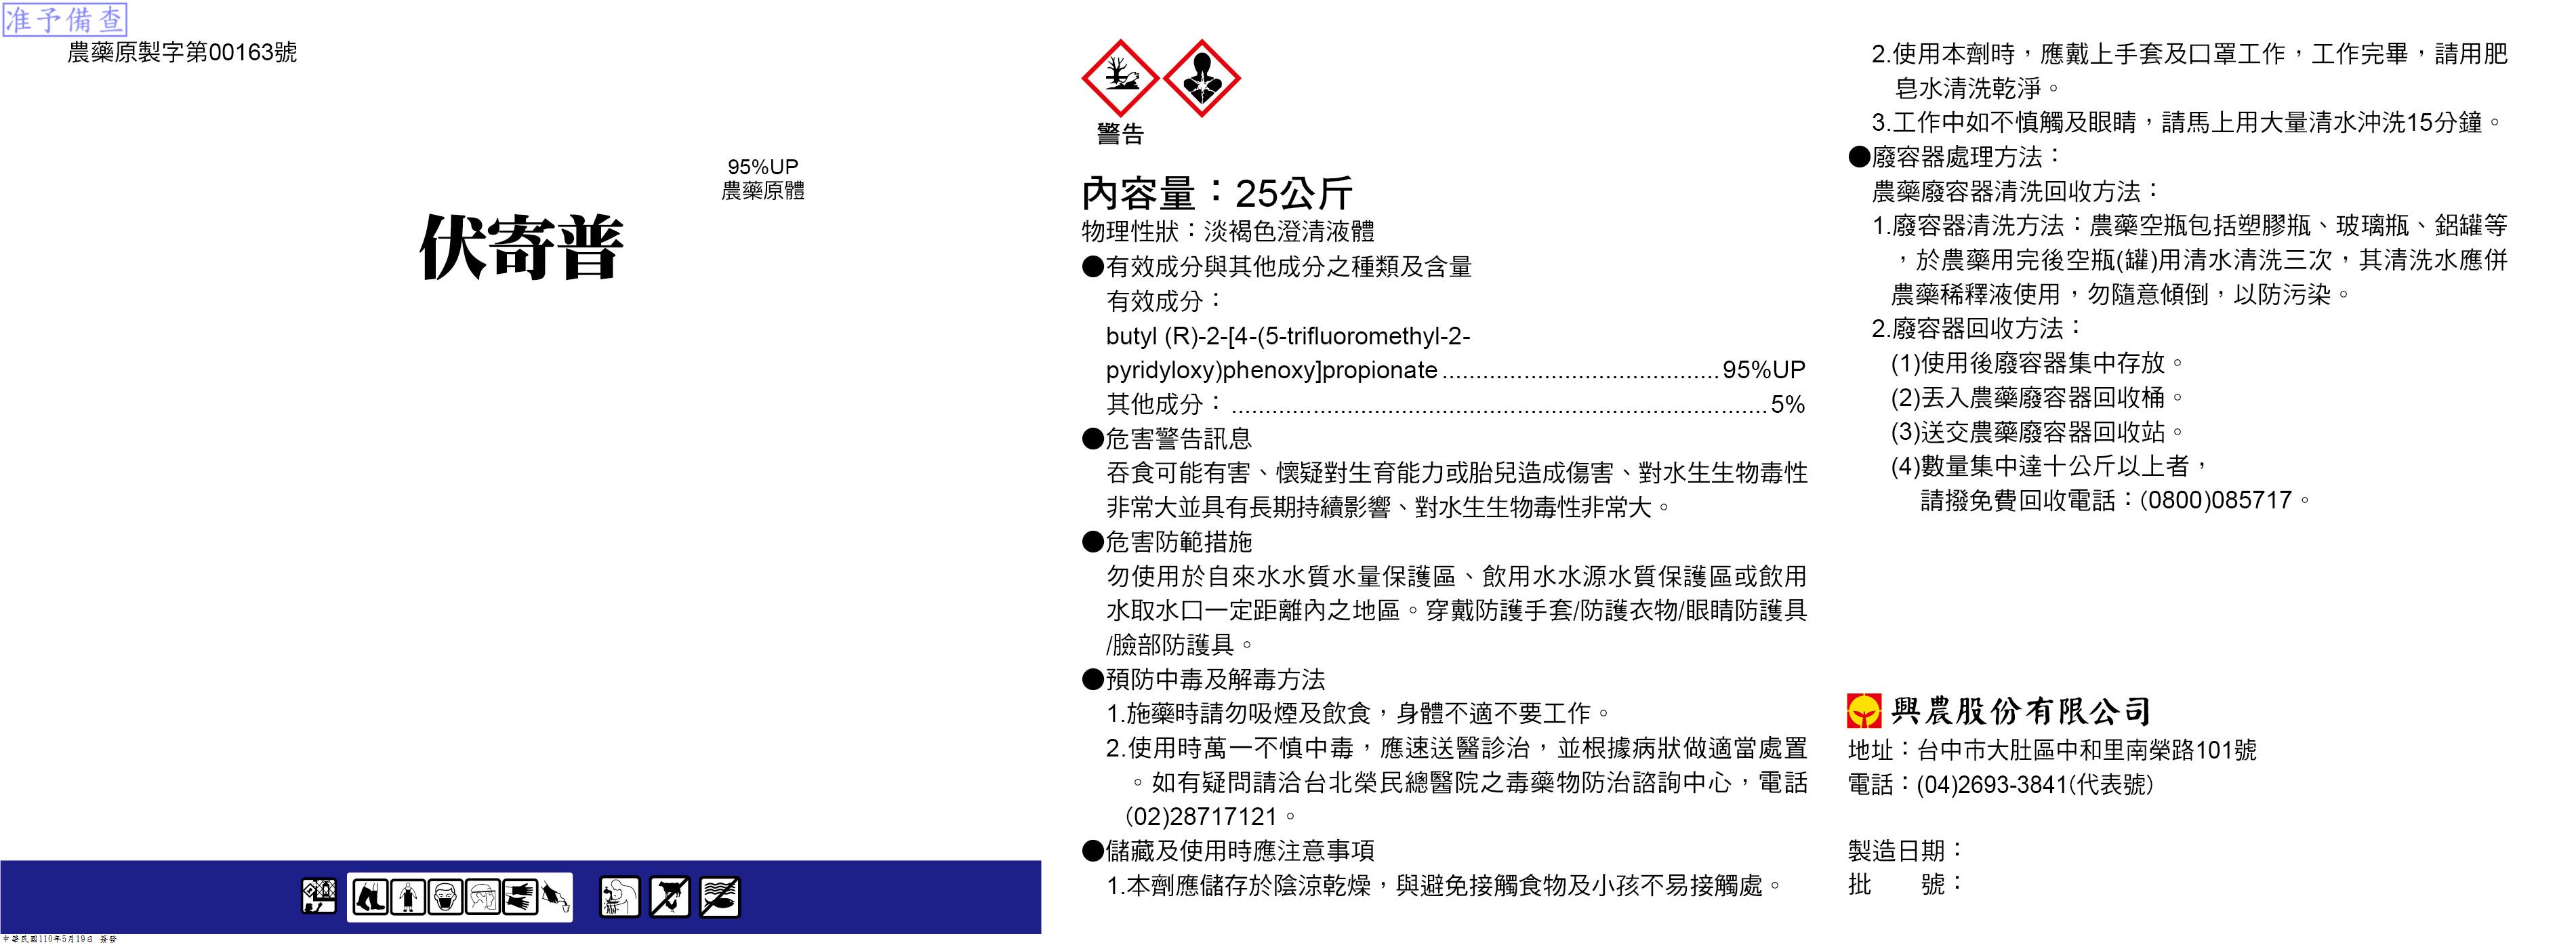 准予備查
農藥原製字第00163號
95%UP
農藥原體
伏寄普
中華民國110年5月19日 簽發
警告
內容量：25公斤
物理性狀：淡褐色澄清液體
●有效成分與其他成分之種類及含量
有效成分：
butyl (R)-2-[4-(5-trifluoromethyl-2-
pyridyloxy)phenoxy]propionate.........................................95%UP
其他成分：...............................................................................5%
●危害警告訊息
吞食可能有害、懷疑對生育能力或胎兒造成傷害、對水生生物毒性
非常大並具有長期持續影響、對水生生物毒性非常大。
●危害防範措施
勿使用於自來水水質水量保護區、飲用水水源水質保護區或飲用
水取水口一定距離內之地區。穿戴防護手套/防護衣物/眼睛防護具
/臉部防護具。
●預防中毒及解毒方法
1.施藥時請勿吸煙及飲食，身體不適不要工作。
2.使用時萬一不慎中毒，應速送醫診治，並根據病狀做適當處置
。如有疑問請洽台北榮民總醫院之毒藥物防治諮詢中心，電話
(02)28717121。
●儲藏及使用時應注意事項
1.本劑應儲存於陰涼乾燥，與避免接觸食物及小孩不易接觸處。
2.使用本劑時，應戴上手套及口罩工作，工作完畢，請用肥
皂水清洗乾淨。
3.工作中如不慎觸及眼睛，請馬上用大量清水沖洗15分鐘。
●廢容器處理方法：
農藥廢容器清洗回收方法：
1.廢容器清洗方法：農藥空瓶包括塑膠瓶、玻璃瓶、鋁罐等
，於農藥用完後空瓶(罐)用清水清洗三次，其清洗水應併
農藥稀釋液使用，勿隨意傾倒，以防污染。
2.廢容器回收方法：
(1)使用後廢容器集中存放。
(2)丟入農藥廢容器回收桶。
(3)送交農藥廢容器回收站。
(4)數量集中達十公斤以上者，
請撥免費回收電話：(0800)085717。
興農股份有限公司
地址：台中市大肚區中和里南榮路101號
電話：(04)2693-3841(代表號)
製造日期：
批　　號：